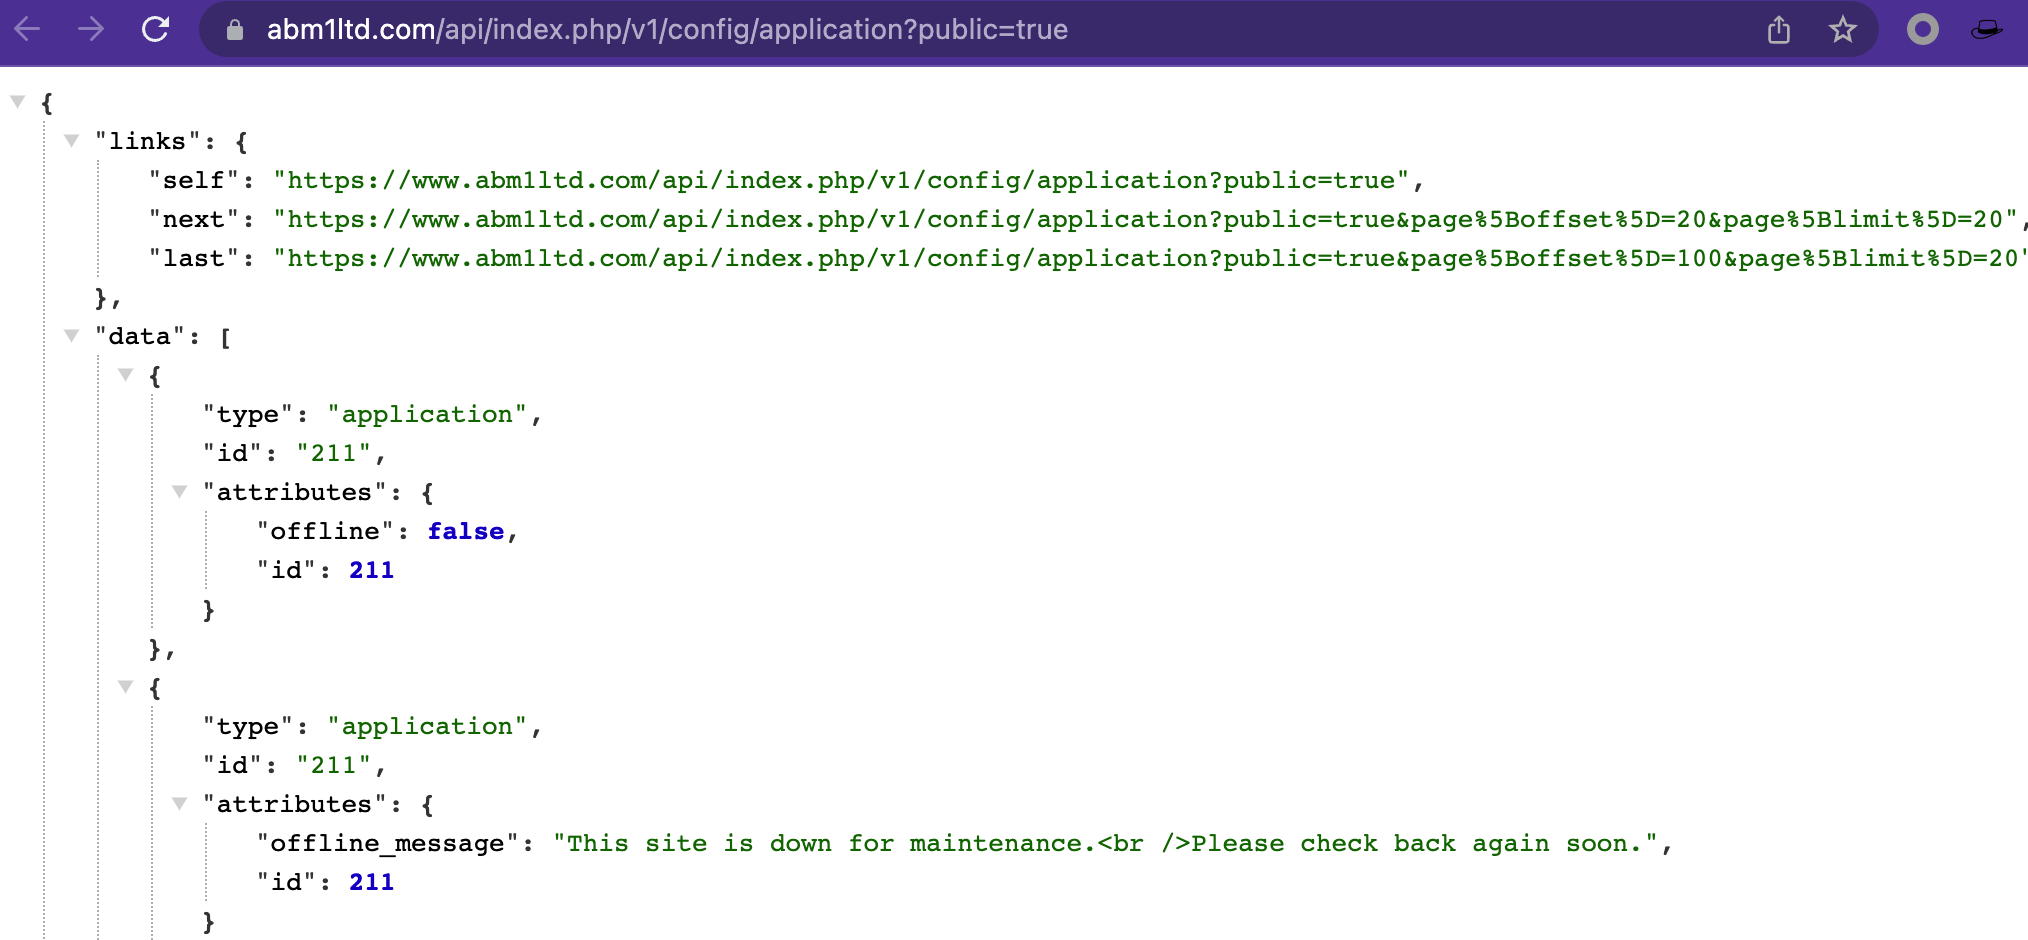 abm1ltd.com/api/index.php/v1/config/application?public=true
{
"links": {
"self": "https://www.abm1ltd.com/api/index.php/v1/config/application?public=true",
"next": "https://www.abm1ltd.com/api/index.php/v1/config/application?public=true&page%5Boffset%5D=20&page%5Blimit%5D=20",
"last": "https://www.abm1ltd.com/api/index.php/v1/config/application?public=true&page%5Boffset%5D=100&page%5Blimit%5D=20"
},
"data": [
{
"type": "application",
"id": "211",
"attributes": {
"offline": false,
"id": 211
}
},
{
"type": "application",
"id": "211",
"attributes": {
"offline_message": "This site is down for maintenance.<br />Please check back again soon.",
"id": 211
}